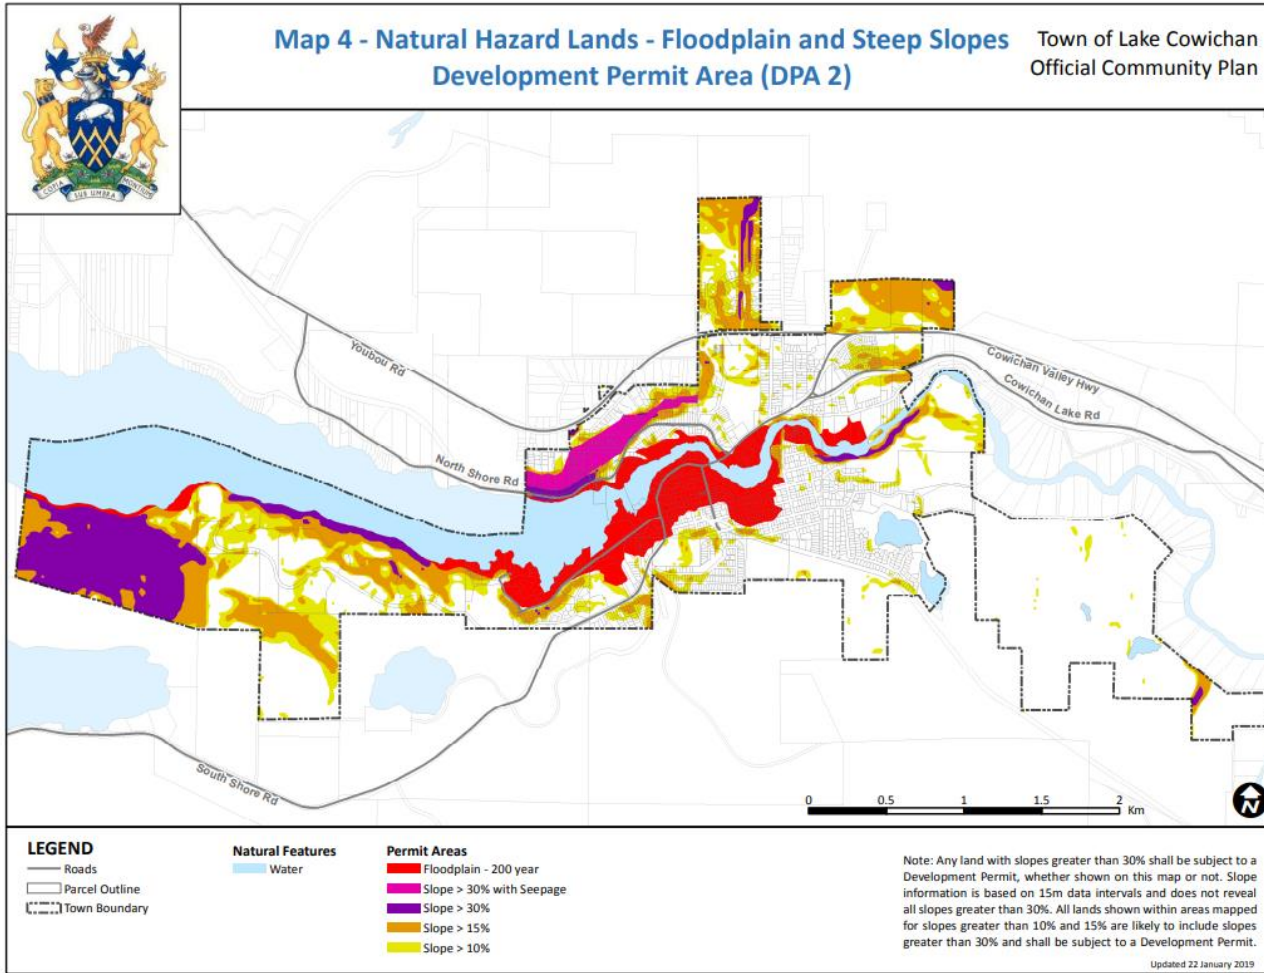 Map 4 - Natural Hazard Lands - Floodplain and Steep Slopes
Development Permit Area (DPA 2)
Town of Lake Cowichan
Official Community Plan
COPIA
SUB UMBRA
MONTIUM
Youbou Rd
North Shore Rd
Cowichan Valley Hwy
Cowichan Lake Rd
South Shore Rd
0 0.5 1 1.5 2
Km
N
LEGEND
Roads
Parcel Outline
Town Boundary
Natural Features
Water
Permit Areas
Floodplain - 200 year
Slope > 30% with Seepage
Slope > 30%
Slope > 15%
Slope > 10%
Note: Any land with slopes greater than 30% shall be subject to a
Development Permit, whether shown on this map or not. Slope
information is based on 15m data intervals and does not reveal
all slopes greater than 30%. All lands shown within areas mapped
for slopes greater than 10% and 15% are likely to include slopes
greater than 30% and shall be subject to a Development Permit.
Updated 22 January 2019